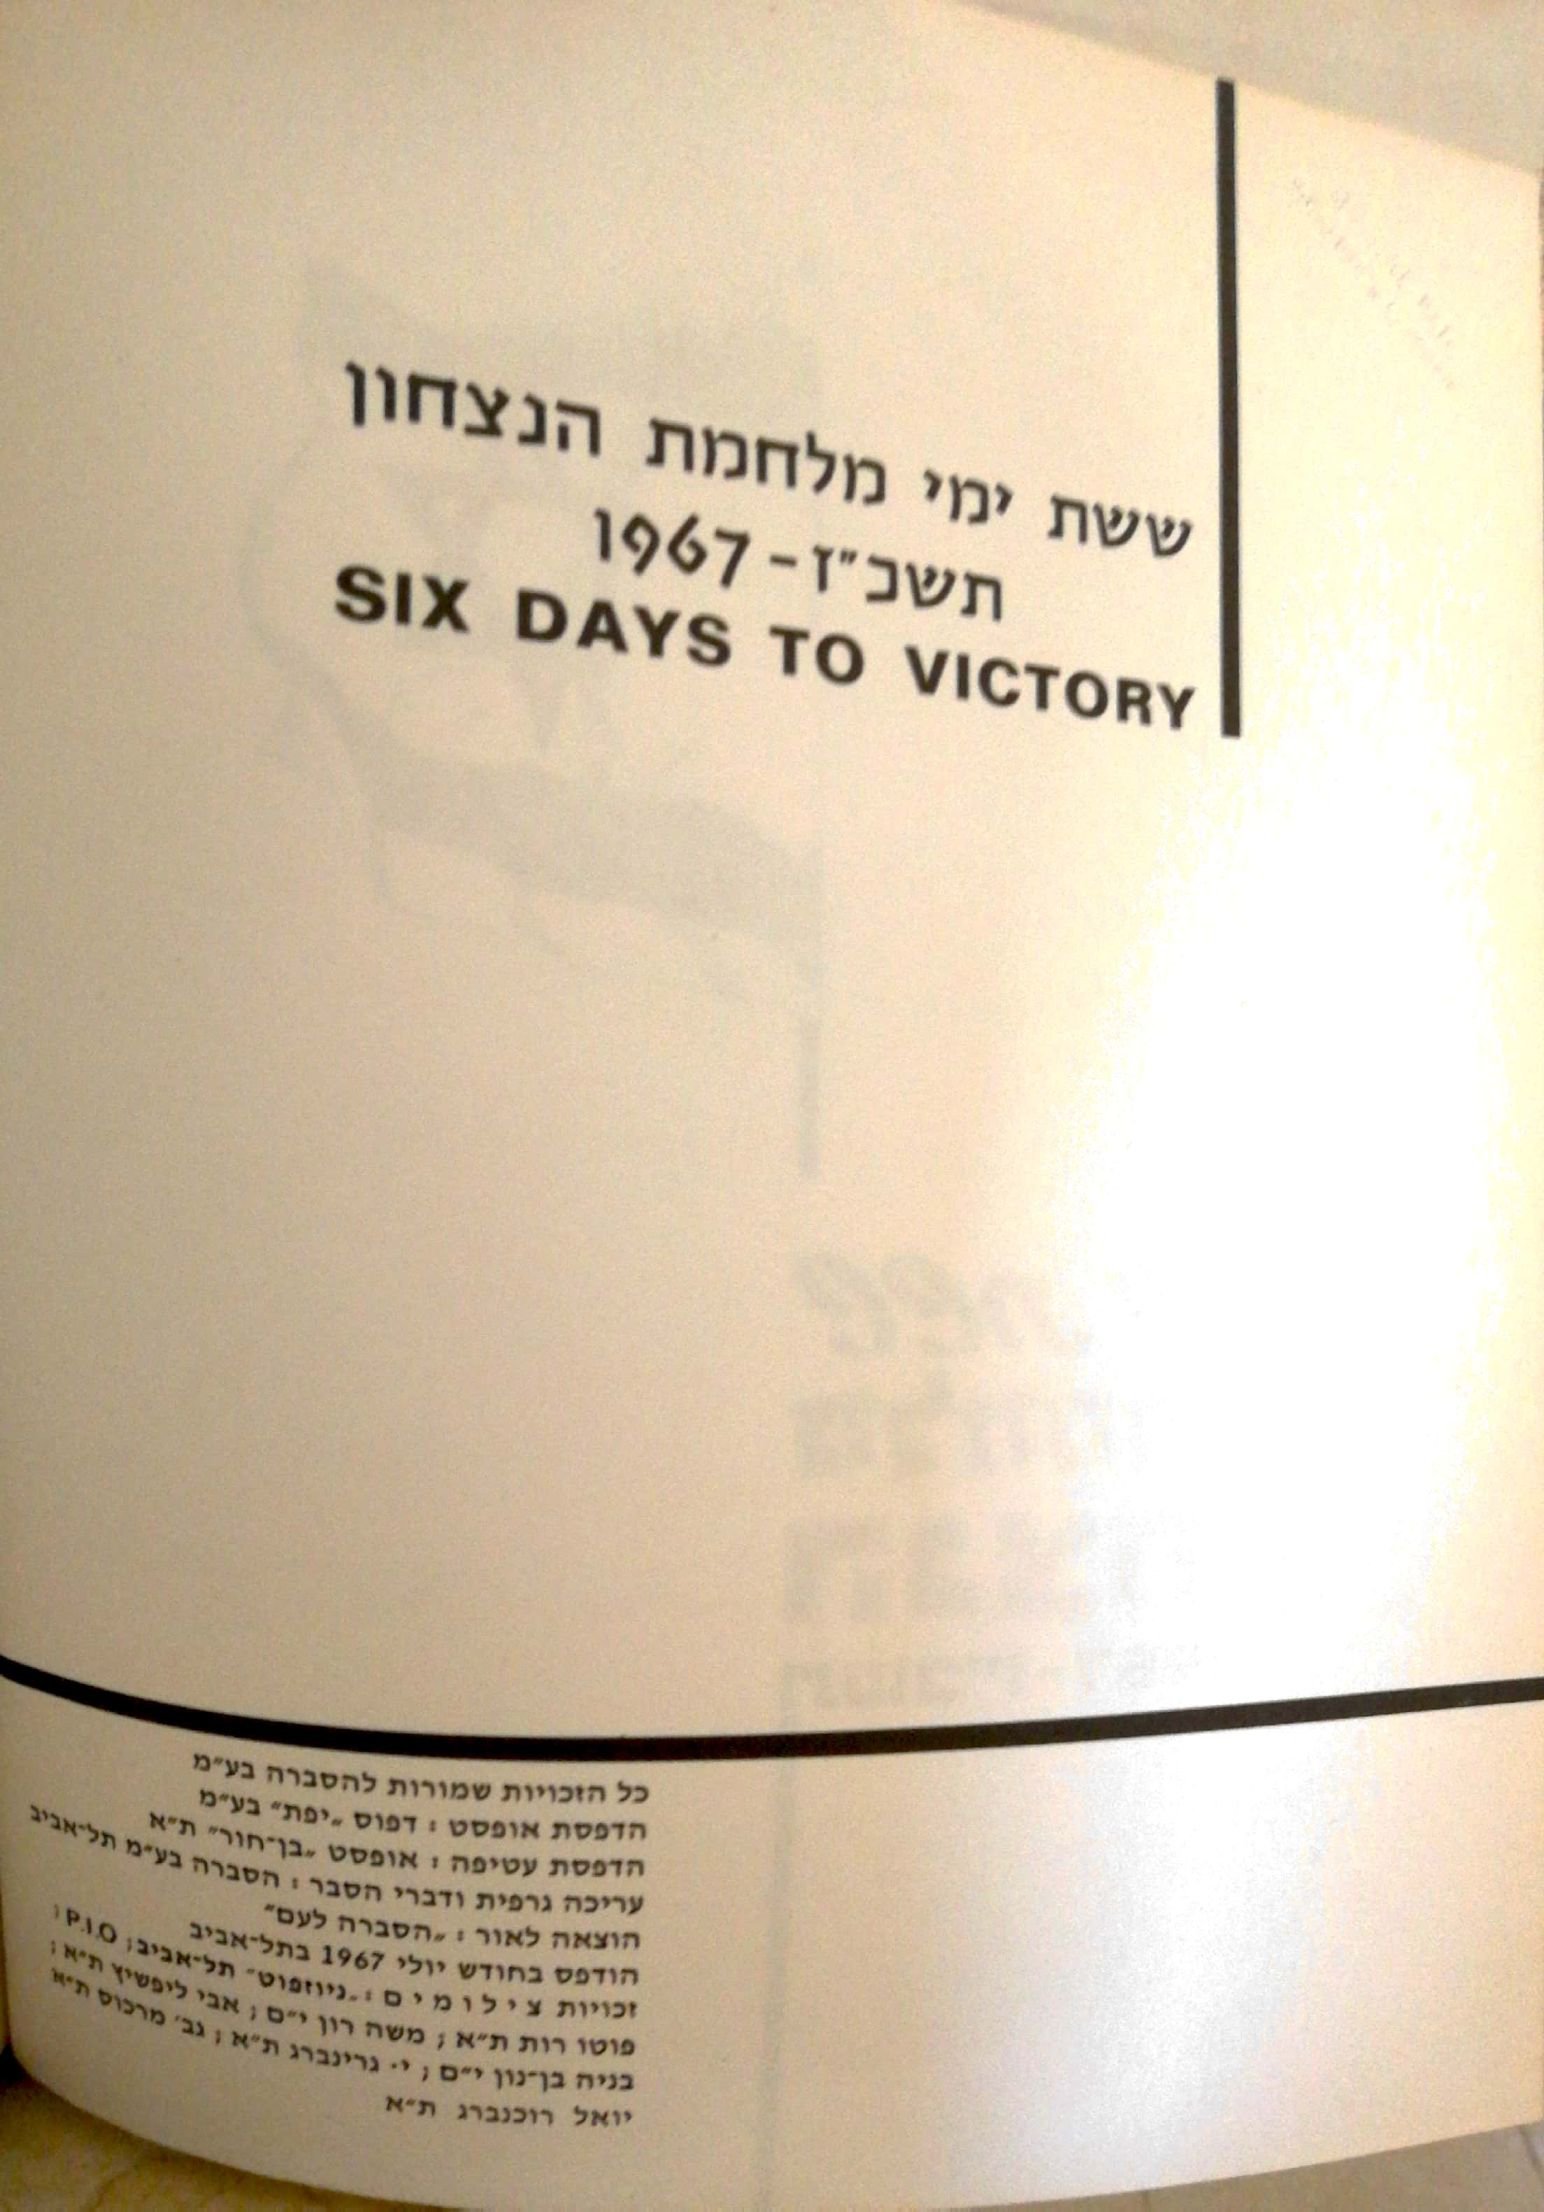 ששת ימי מלחמת הנצחון
תשכ״ז - 1967
SIX DAYS TO VICTORY
כל הזכויות שמורות להסברה בע״מ
הדפסת אופסט : דפוס „יפת״ בע״מ
הדפסת עטיפה : אופסט „בן־חור״ ת״א
עריכה גרפית ודברי הסבר : הסברה בע״מ תל־אביב
הוצאה לאור : „הסברה לעם״
הודפס בחודש יולי 1967 בתל־אביב
זכויות צילומים : „ניוזפוט״ תל־אביב; P.I.O ;
פוטו רות ת״א ; משה רון י״ם ; אבי ליפשיץ ת״א ;
בניה בן־נון י״ם ; י. גרינברג ת״א ; גב׳ מרכוס ת״א
יואל רוכנברג ת״א